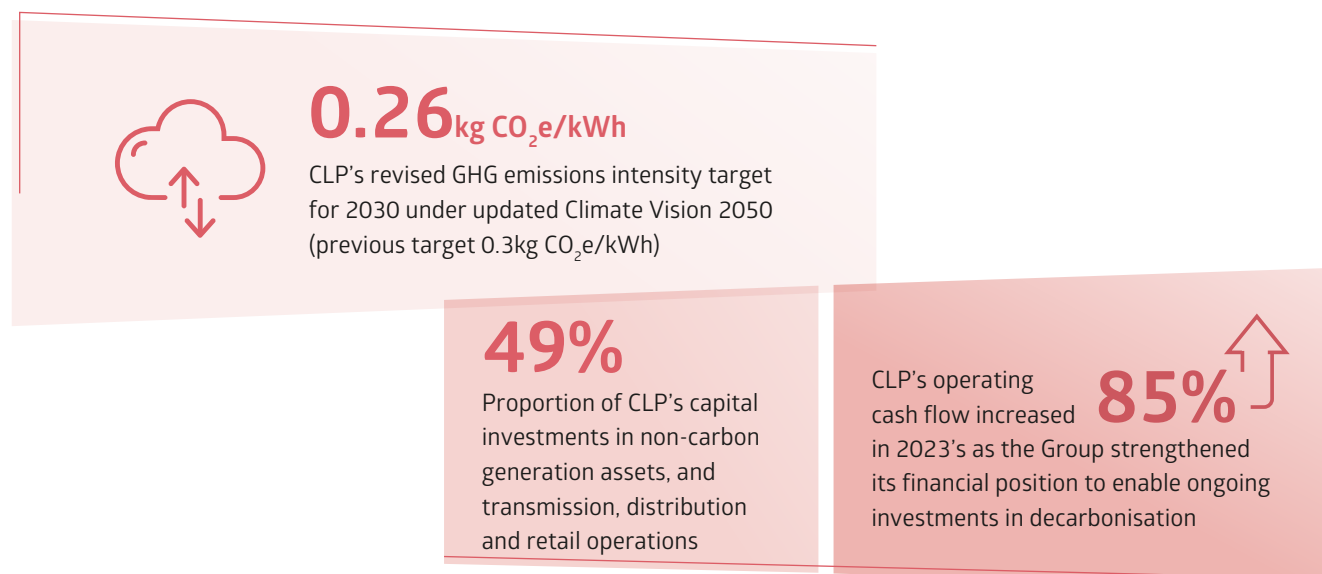 0.26kg CO₂e/kWh
CLP’s revised GHG emissions intensity target
for 2030 under updated Climate Vision 2050
(previous target 0.3kg CO₂e/kWh)
49%
Proportion of CLP’s capital
investments in non-carbon
generation assets, and
transmission, distribution
and retail operations
CLP’s operating
cash flow increased 85%
in 2023’s as the Group strengthened
its financial position to enable ongoing
investments in decarbonisation